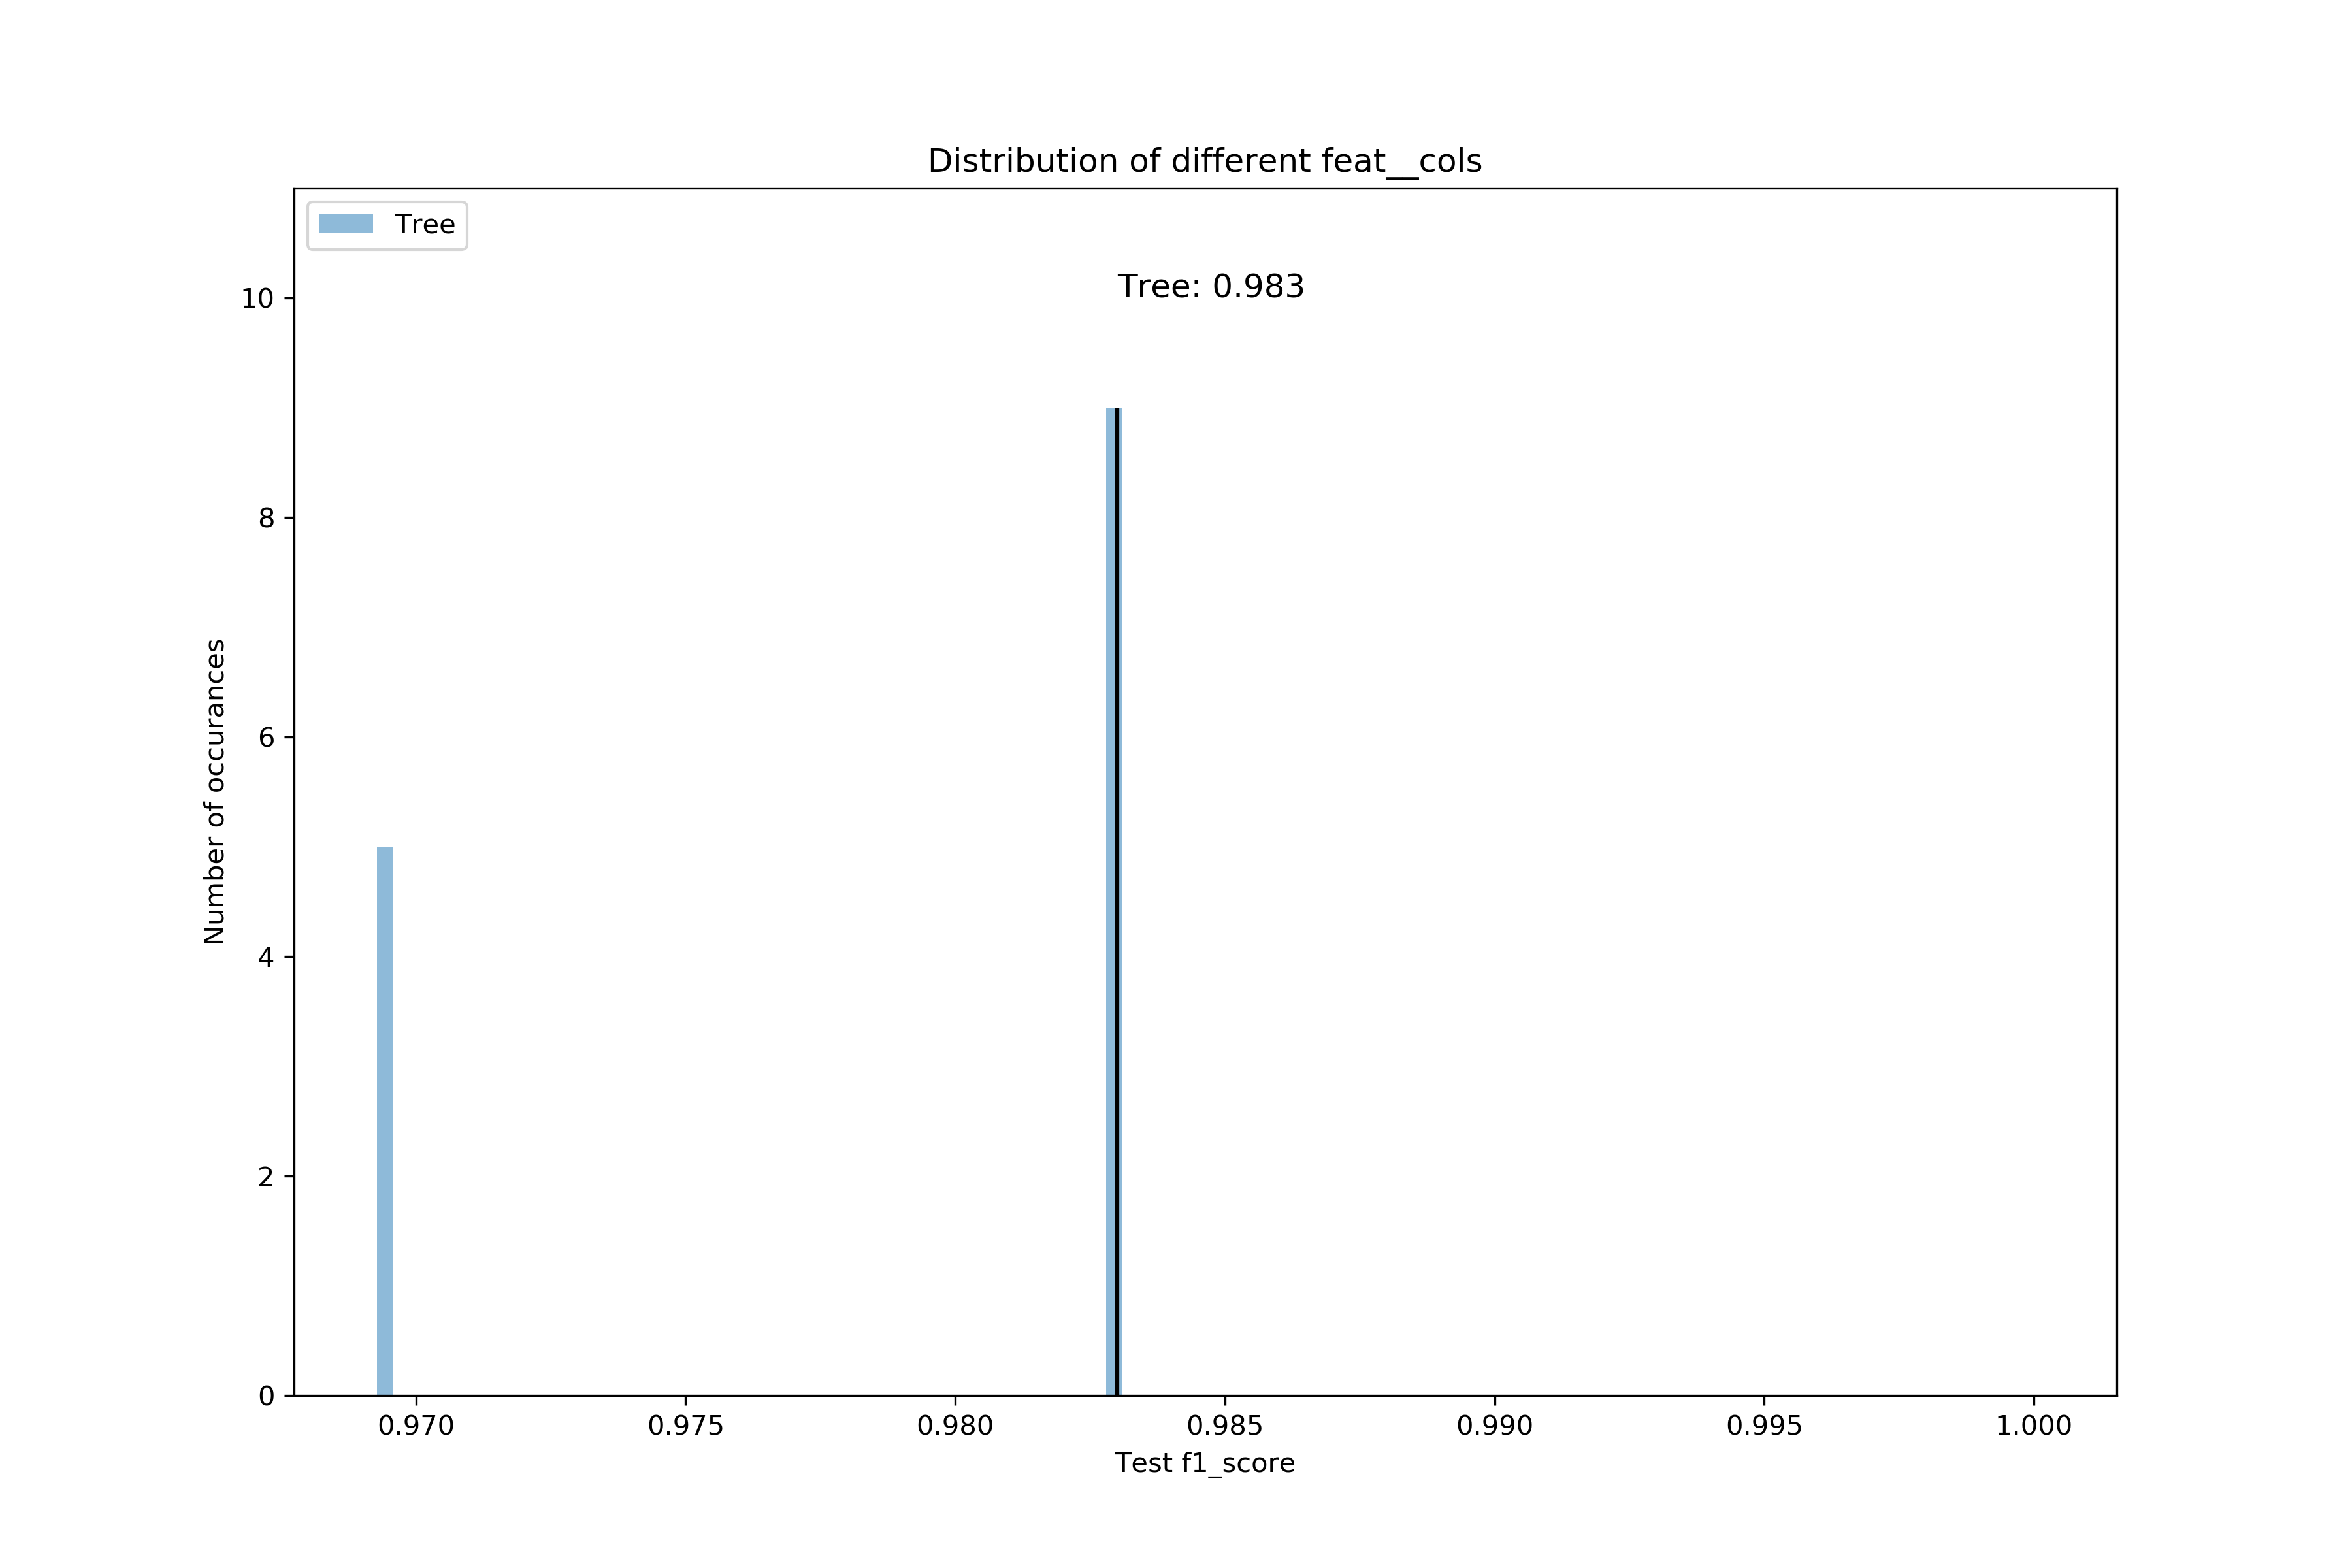 Distribution of different feat__cols
Tree
Tree: 0.983
10
8
6
4
2
0
Number of occurances
0.970 0.975 0.980 0.985 0.990 0.995 1.000
Test f1_score